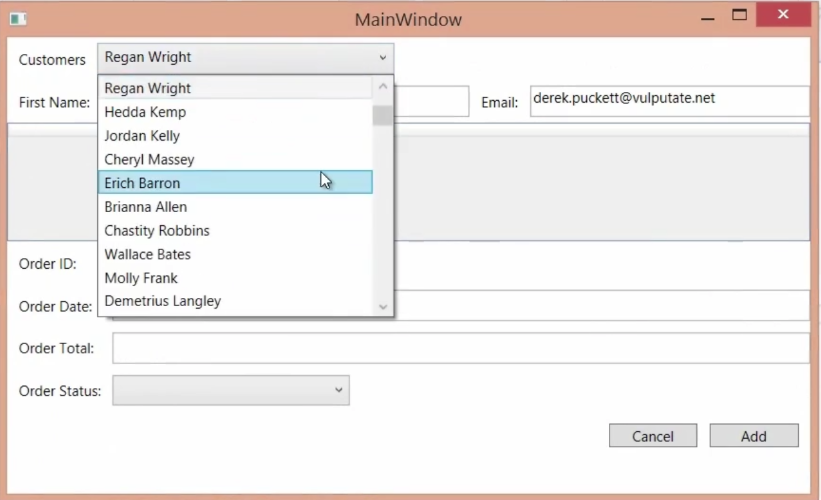 MainWindow
Customers Regan Wright
Regan Wright
First Name: Email: derek.puckett@vulputate.net
Hedda Kemp
Jordan Kelly
Cheryl Massey
Erich Barron
Brianna Allen
Chastity Robbins
Wallace Bates
Molly Frank
Demetrius Langley
Order ID:
Order Date:
Order Total:
Order Status:
Cancel Add